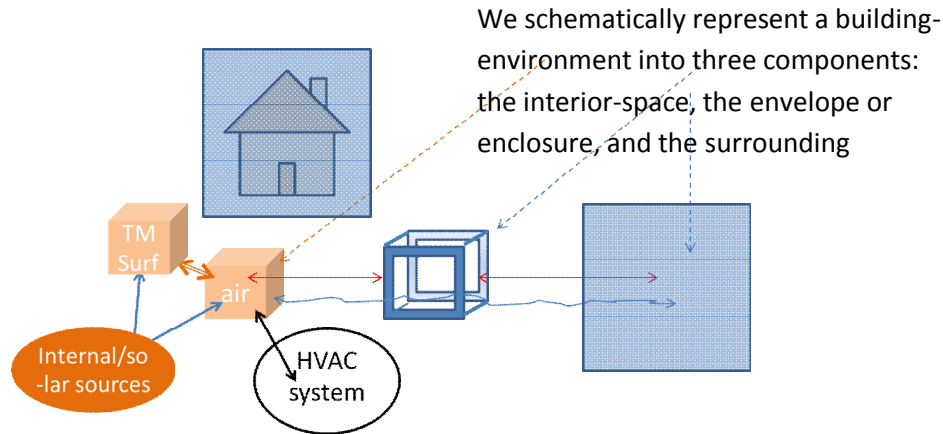 We schematically represent a building-
environment into three components:
the interior-space, the envelope or
enclosure, and the surrounding
TM
Surf
air
Internal/so
-lar sources
HVAC
system